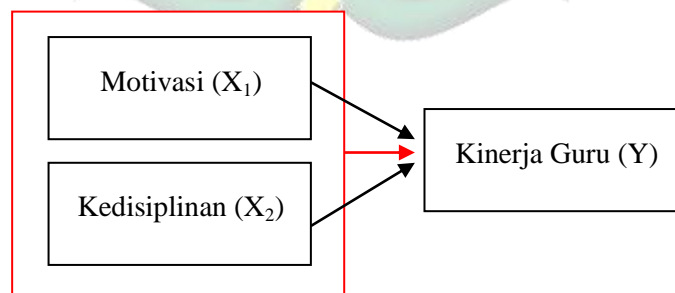 Motivasi (X₁)
Kedisiplinan (X₂)
Kinerja Guru (Y)